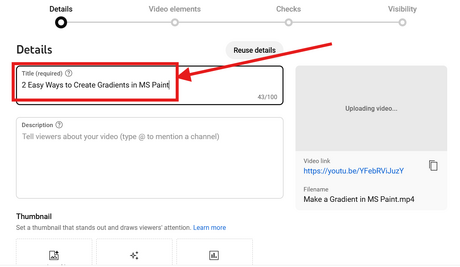 Details
Video elements
Checks
Visibility
Details
Reuse details
Title (required)
2 Easy Ways to Create Gradients in MS Paint
43/100
Description
Tell viewers about your video (type @ to mention a channel)
Uploading video...
Video link
https://youtu.be/YFebRViJuzY
Filename
Make a Gradient in MS Paint.mp4
Thumbnail
Set a thumbnail that stands out and draws viewers' attention. Learn more